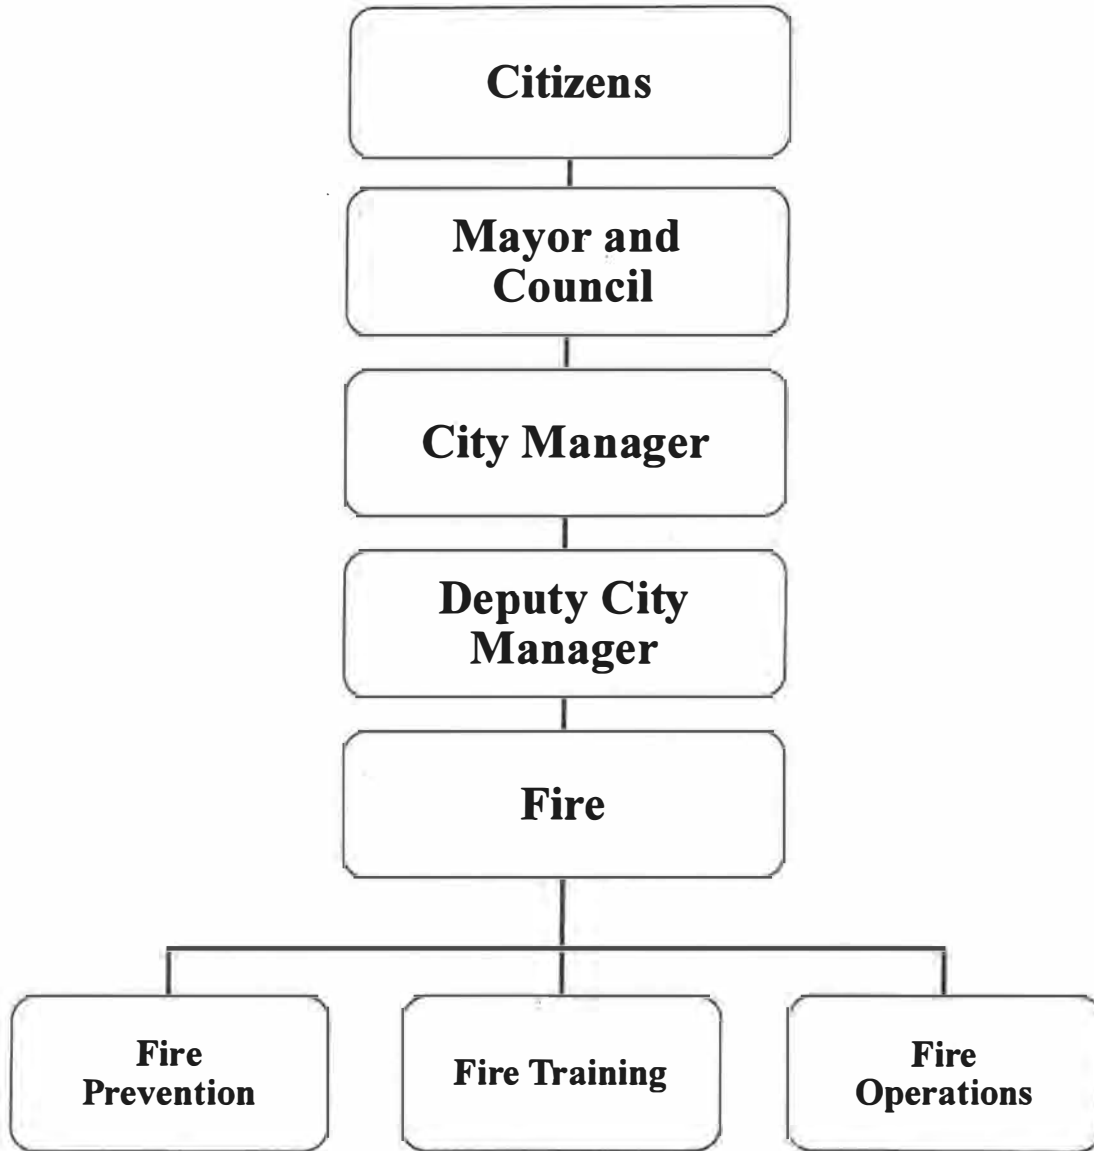 Citizens
Mayor and
Council
City Manager
Deputy City
Manager
Fire
Fire
Prevention
Fire Training
Fire
Operations